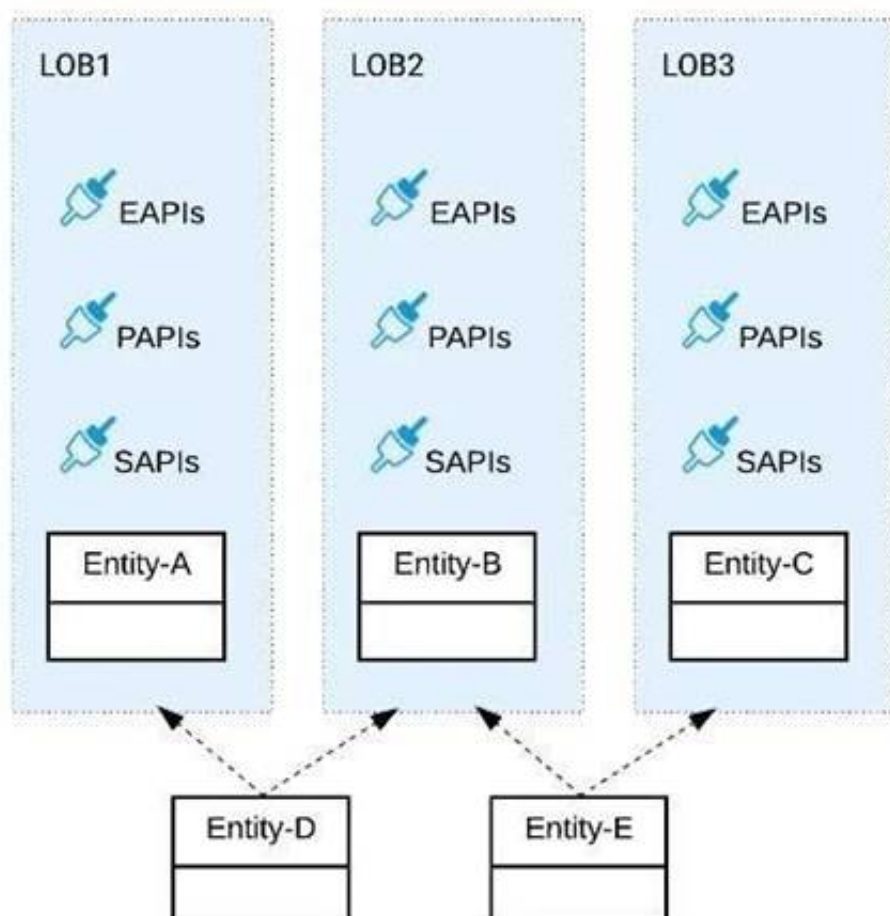 LOB1
LOB2
LOB3
EAPIs
EAPIs
EAPIs
PAPIs
PAPIs
PAPIs
SAPIs
SAPIs
SAPIs
Entity-A
Entity-B
Entity-C
Entity-D
Entity-E